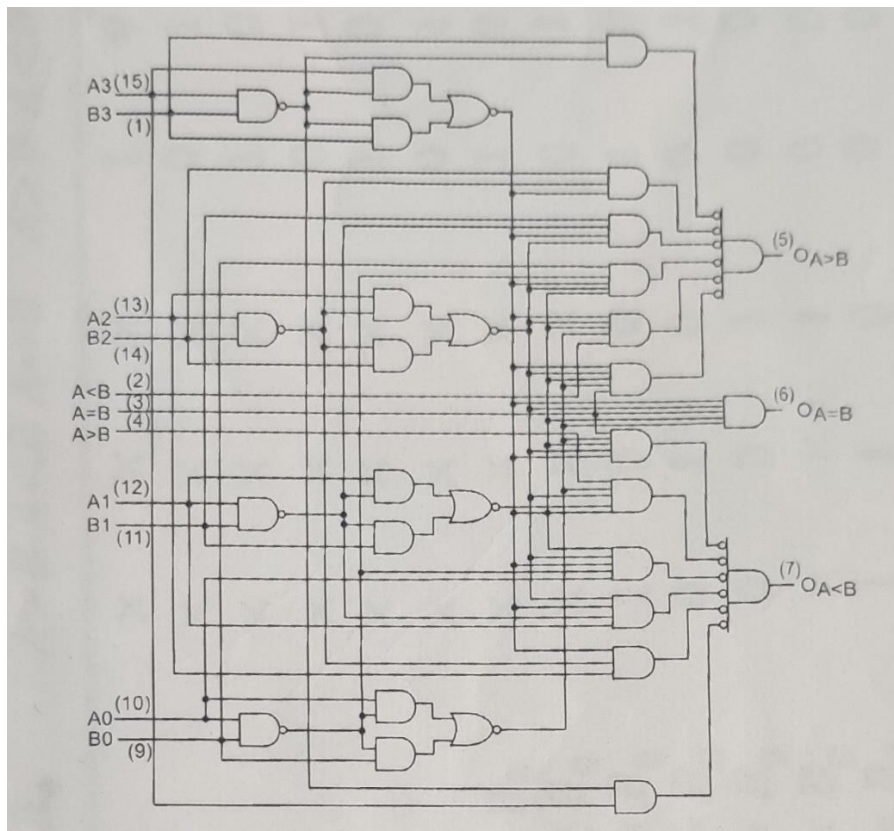 A3 (15)
B3
(1)
(5) OA>B
A2 (13)
B2
(14)
A<B (2)
A=B (3)
A>B (4)
(6) OA=B
A1 (12)
B1
(11)
(7) OA<B
A0 (10)
B0
(9)